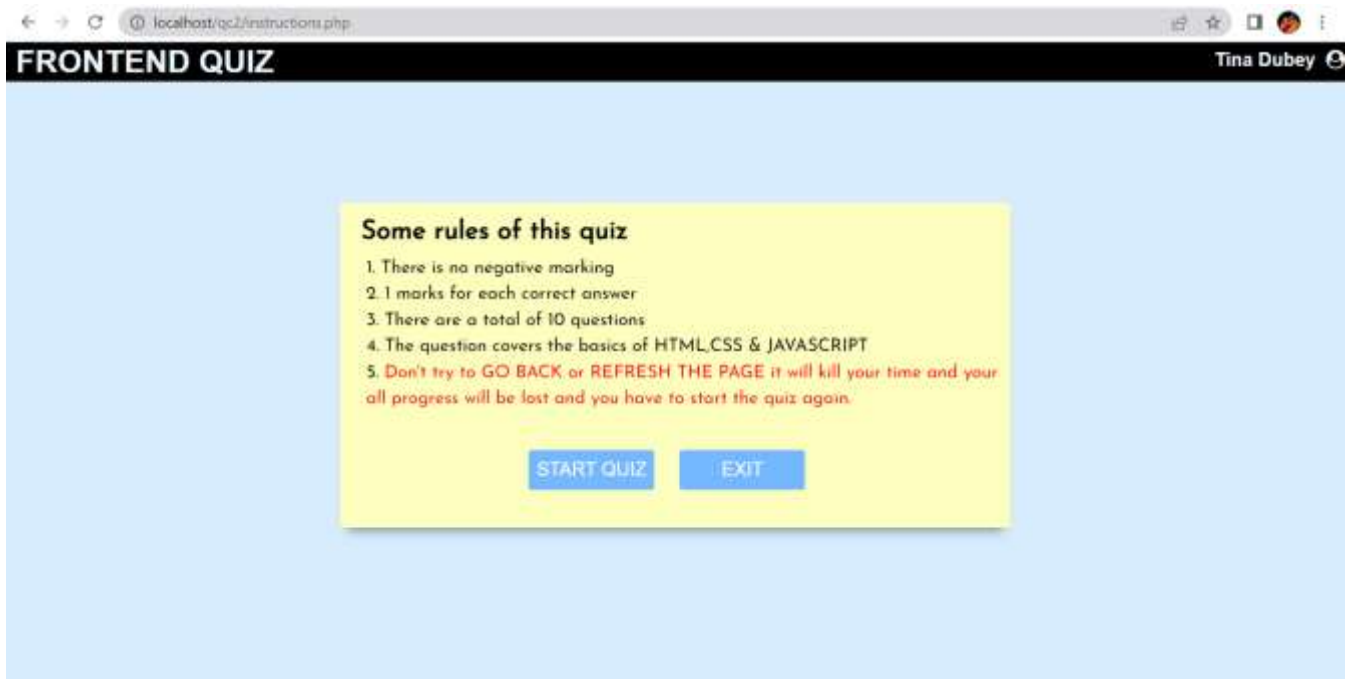 localhost/qc2/instructions.php
FRONTEND QUIZ
Tina Dubey
Some rules of this quiz
1. There is no negative marking
2. 1 marks for each correct answer
3. There are a total of 10 questions
4. The question covers the basics of HTML,CSS & JAVASCRIPT
5. Don't try to GO BACK or REFRESH THE PAGE it will kill your time and your
all progress will be lost and you have to start the quiz again.
START QUIZ
EXIT